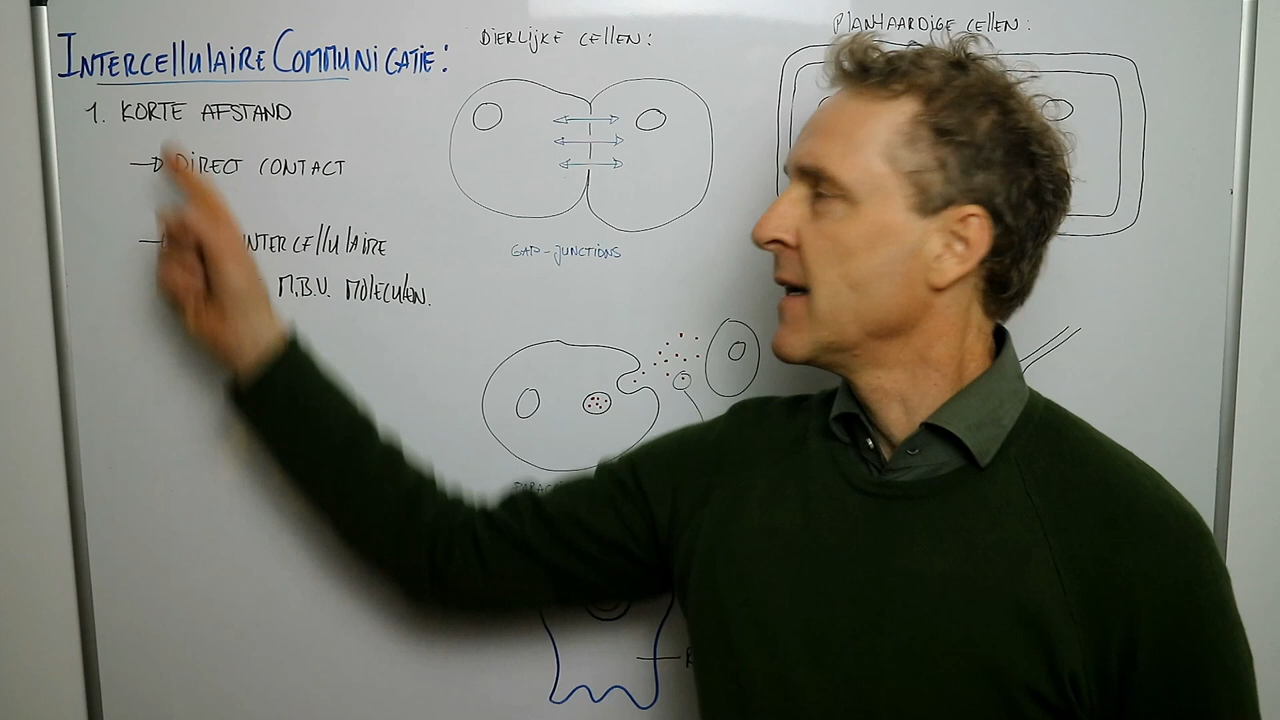 INTERCELLULAIRE COMMUNICATIE:
1. KORTE AFSTAND
→ DIRECT CONTACT
INTERCELLULAIRE
M.B.V. MOLECULEN.
DIERLIJKE CELLEN:
GAP-JUNCTIONS
PLANTAARDIGE CELLEN: